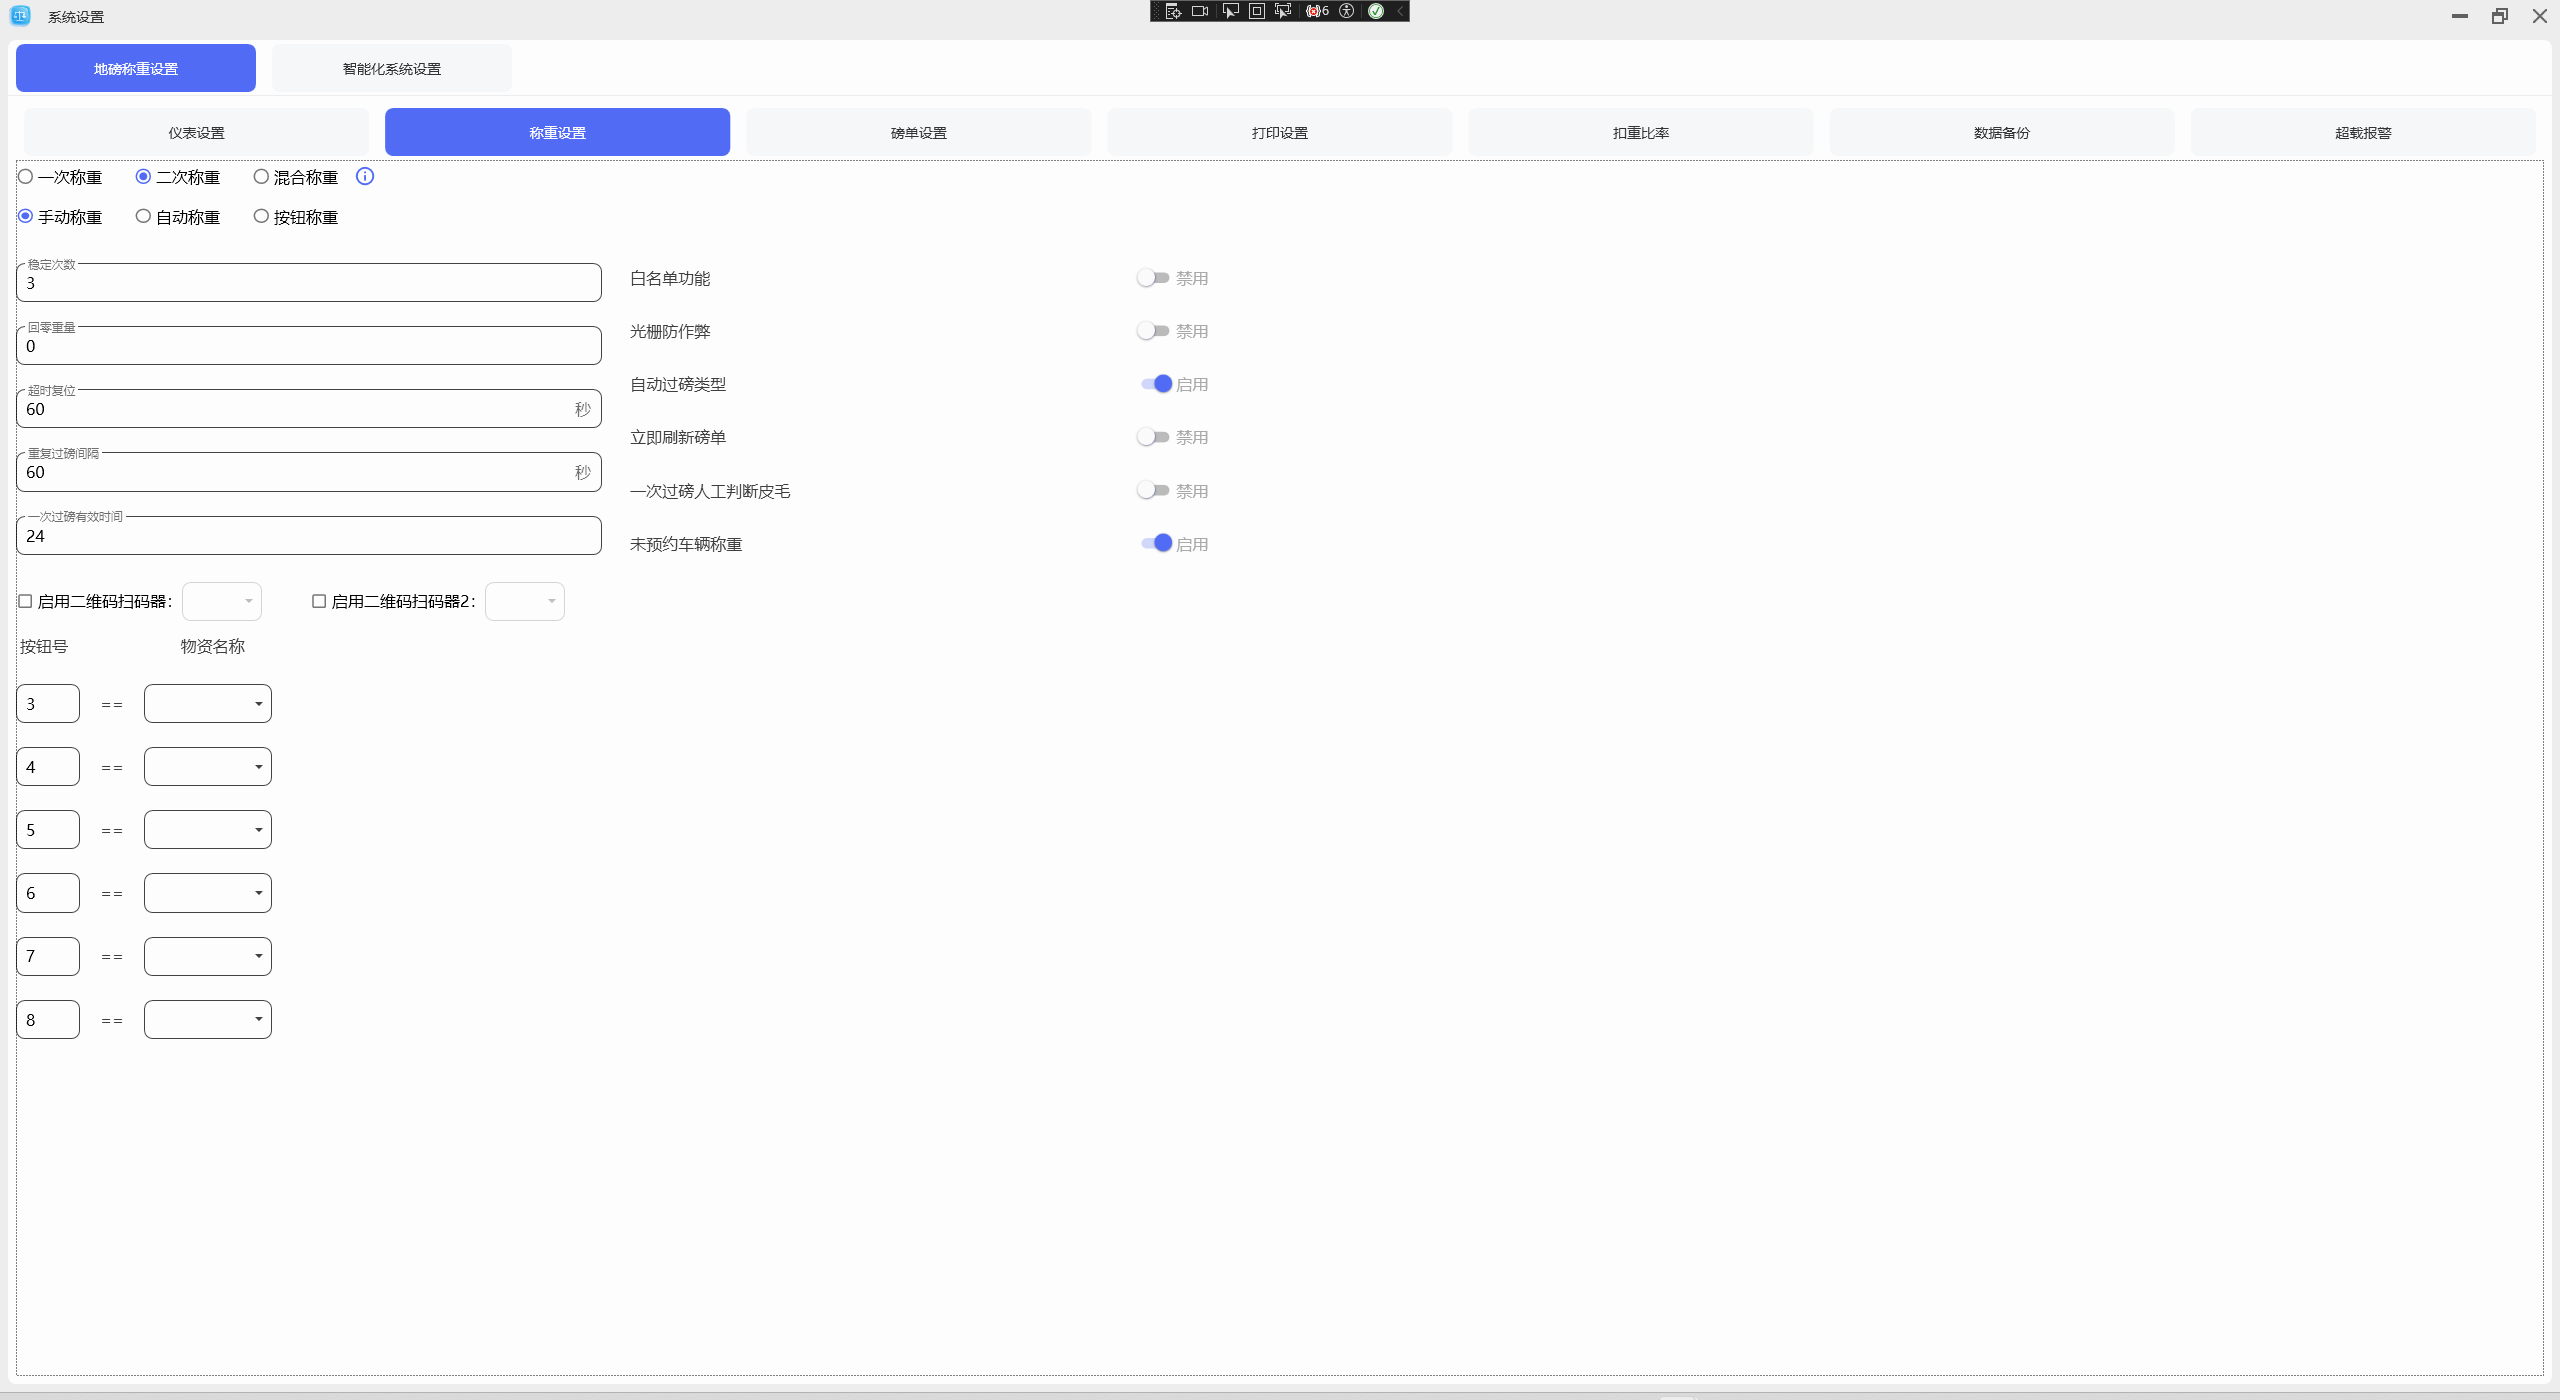 系统设置
6
地磅称重设置 智能化系统设置
仪表设置 称重设置 磅单设置 打印设置 扣重比率 数据备份 超载报警
一次称重 二次称重 混合称重
手动称重 自动称重 按钮称重
稳定次数
3
白名单功能 禁用
回零重量
0
光栅防作弊 禁用
超时复位
60 秒
自动过磅类型 启用
重复过磅间隔
60 秒
立即刷新磅单 禁用
一次过磅人工判断皮毛 禁用
一次过磅有效时间
24
未预约车辆称重 启用
启用二维码扫码器： 启用二维码扫码器2：
按钮号 物资名称
3 ==
4 ==
5 ==
6 ==
7 ==
8 ==